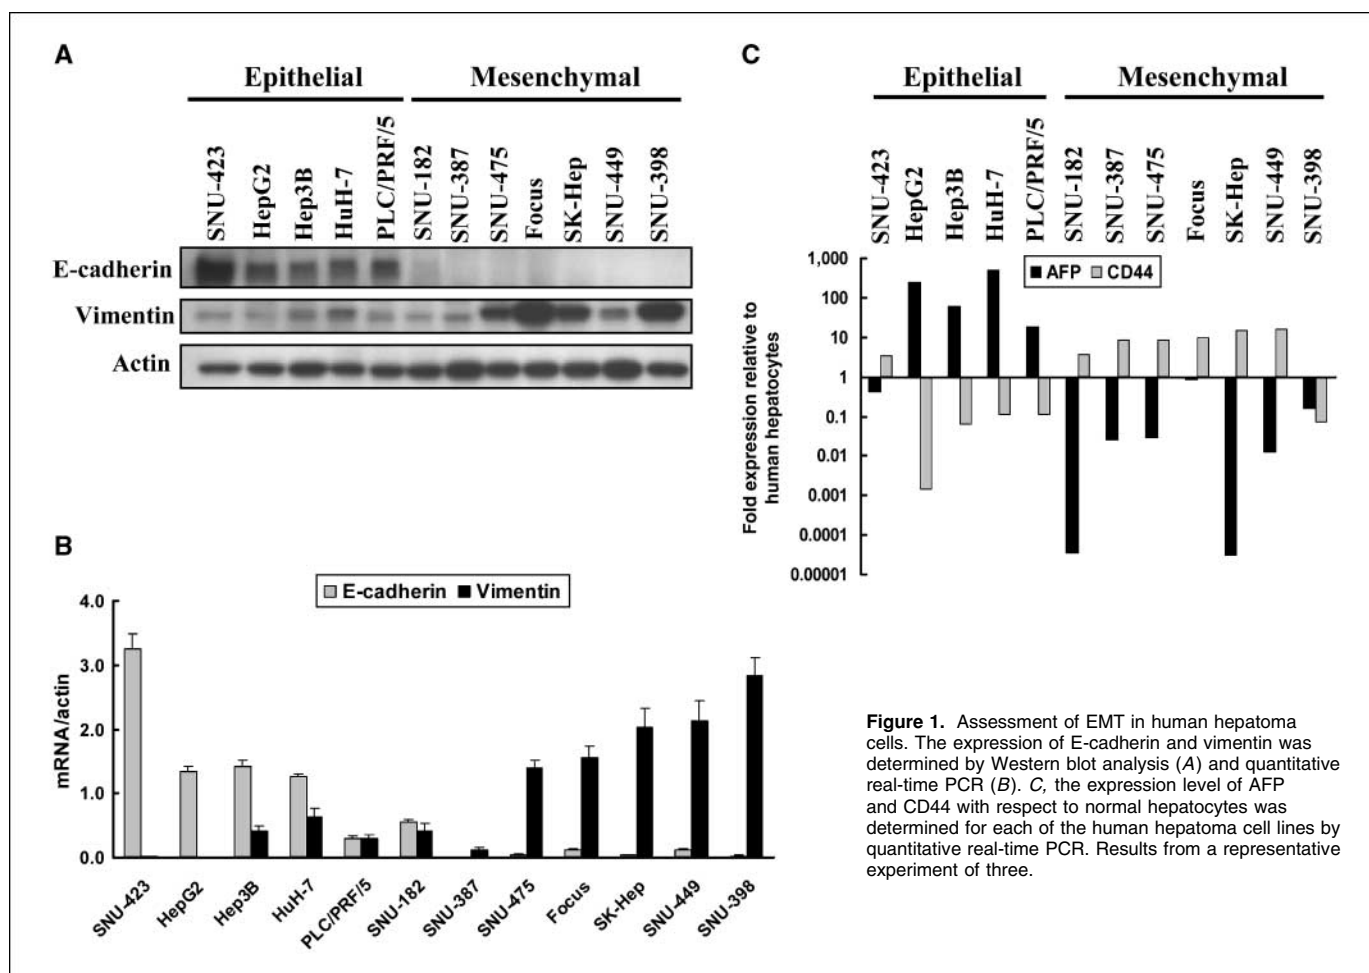 A
Epithelial Mesenchymal
SNU-423 HepG2 Hep3B HuH-7 PLC/PRF/5 SNU-182 SNU-387 SNU-475 Focus SK-Hep SNU-449 SNU-398
E-cadherin
Vimentin
Actin
B
E-cadherin Vimentin
mRNA/actin
4.0
3.0
2.0
1.0
0.0
SNU-423 HepG2 Hep3B HuH-7 PLC/PRF/5 SNU-182 SNU-387 SNU-475 Focus SK-Hep SNU-449 SNU-398
C
Epithelial Mesenchymal
SNU-423 HepG2 Hep3B HuH-7 PLC/PRF/5 SNU-182 SNU-387 SNU-475 Focus SK-Hep SNU-449 SNU-398
AFP CD44
Fold expression relative to
human hepatocytes
1,000
100
10
1
0.1
0.01
0.001
0.0001
0.00001
Figure 1. Assessment of EMT in human hepatoma
cells. The expression of E-cadherin and vimentin was
determined by Western blot analysis (A) and quantitative
real-time PCR (B). C, the expression level of AFP
and CD44 with respect to normal hepatocytes was
determined for each of the human hepatoma cell lines by
quantitative real-time PCR. Results from a representative
experiment of three.